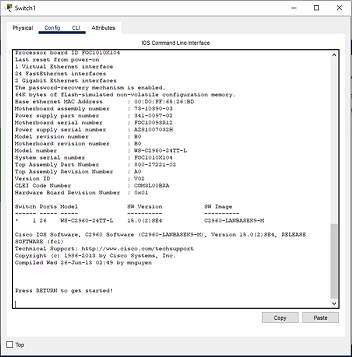 Switch1
Physical Config CLI Attributes
IOS Command Line Interface
Processor board ID FOC1010X104
Last reset from power-on
1 Virtual Ethernet interface
24 FastEthernet interfaces
2 Gigabit Ethernet interfaces
The password-recovery mechanism is enabled.
64K bytes of flash-simulated non-volatile configuration memory.
Base ethernet MAC Address : 00:D0:FF:65:26:BD
Motherboard assembly number : 73-10390-03
Power supply part number : 341-0097-02
Motherboard serial number : FOC10093R12
Power supply serial number : AZS1007032H
Model revision number : B0
Motherboard revision number : B0
Model number : WS-C2960-24TT-L
System serial number : FOC1010X104
Top Assembly Part Number : 800-27221-02
Top Assembly Revision Number : A0
Version ID : V02
CLEI Code Number : COM3L00BRA
Hardware Board Revision Number : 0x01
Switch Ports Model SW Version SW Image
------ ----- ----- ---------- ----------
* 1 26 WS-C2960-24TT-L 15.0(2)SE4 C2960-LANBASEK9-M
Cisco IOS Software, C2960 Software (C2960-LANBASEK9-M), Version 15.0(2)SE4, RELEASE
SOFTWARE (fc1)
Technical Support: http://www.cisco.com/techsupport
Copyright (c) 1986-2013 by Cisco Systems, Inc.
Compiled Wed 26-Jun-13 02:49 by mnguyen
Press RETURN to get started!
Copy Paste
Top